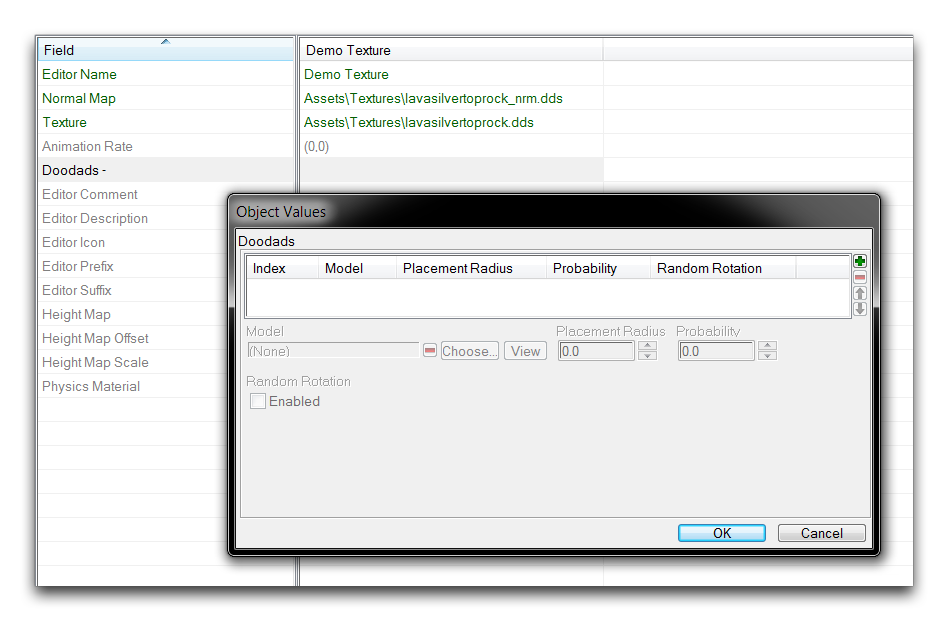 Field Demo Texture
Editor Name Demo Texture
Normal Map Assets\Textures\lavasilvertoprock_nrm.dds
Texture Assets\Textures\lavasilvertoprock.dds
Animation Rate (0,0)
Doodads -
Editor Comment
Editor Description
Editor Icon
Editor Prefix
Editor Suffix
Height Map
Height Map Offset
Height Map Scale
Physics Material
Object Values
Doodads
Index Model Placement Radius Probability Random Rotation
Model Placement Radius Probability
(None) Choose... View 0.0 0.0
Random Rotation
Enabled
OK Cancel